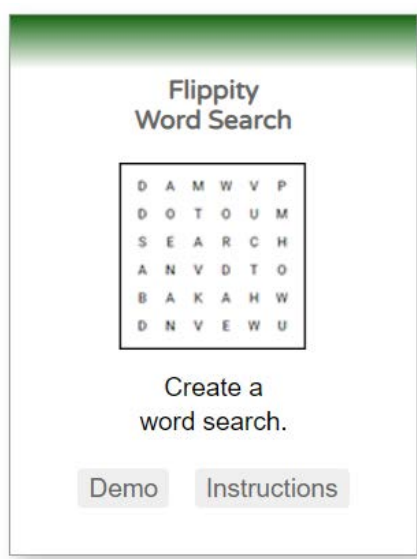 Flippity
Word Search
D A M W V P
D O T O U M
S E A R C H
A N V D T O
B A K A H W
D N V E W U
Create a
word search.
Demo Instructions